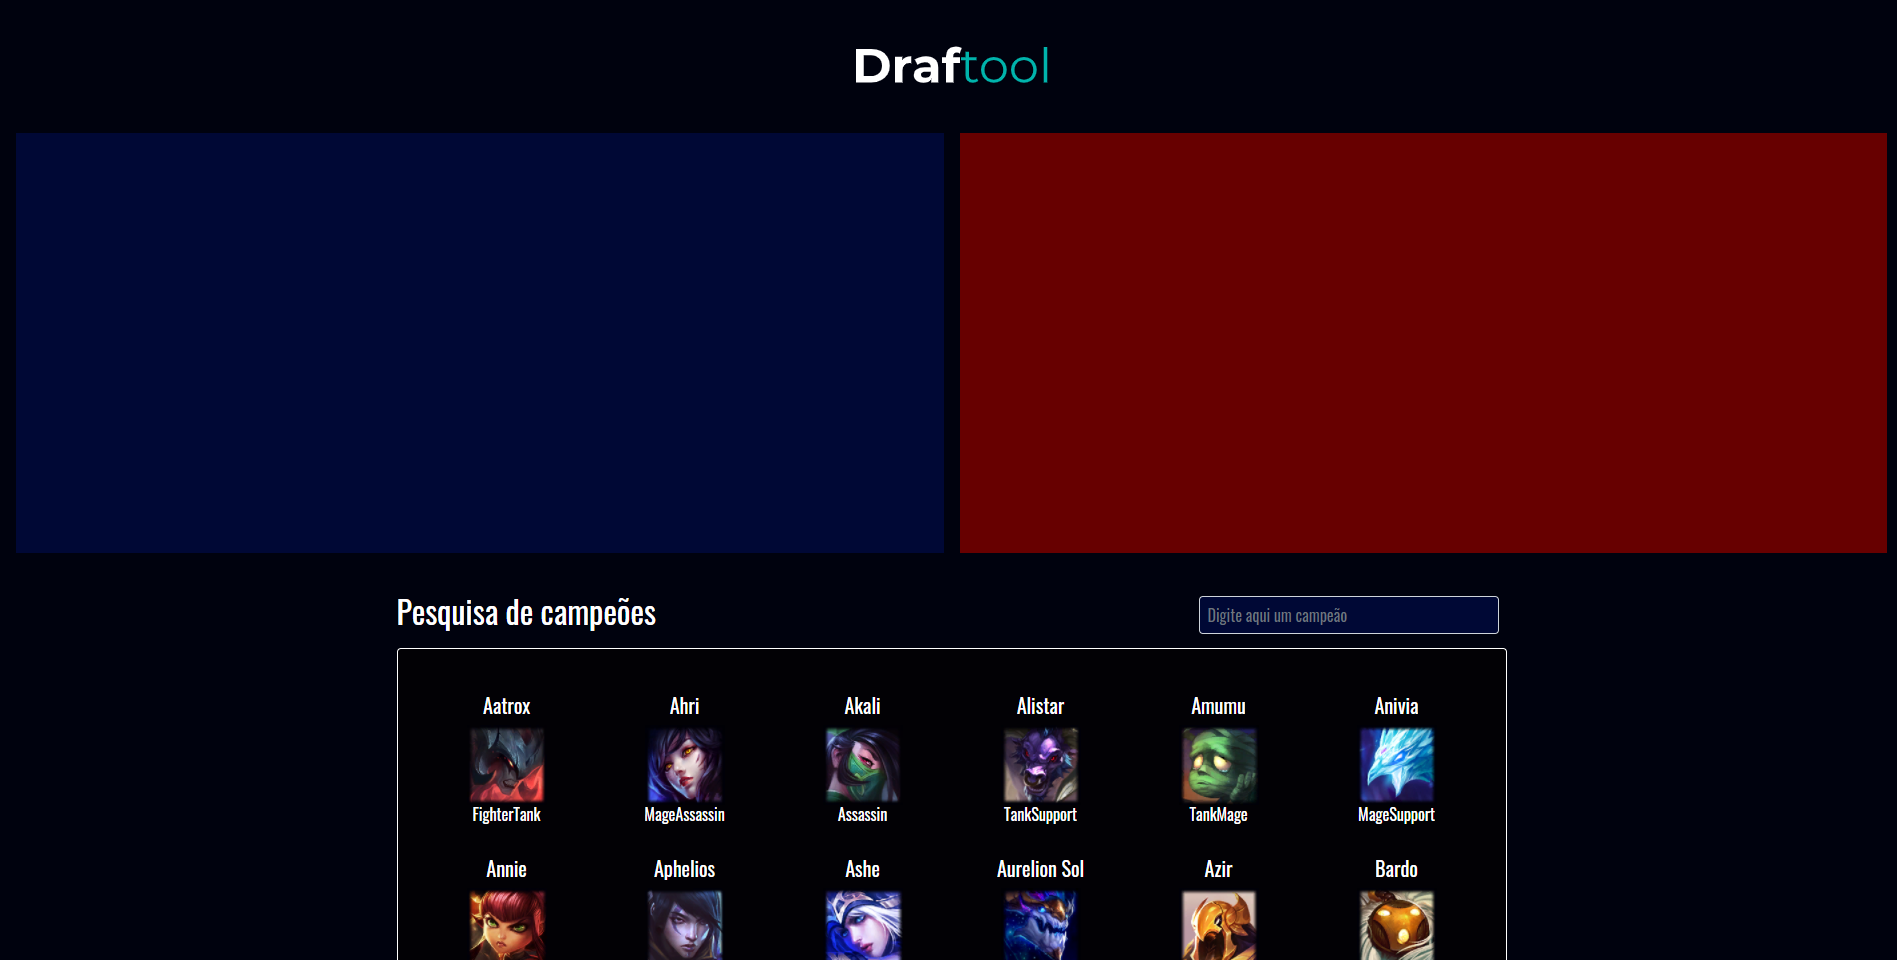 Draftool
Pesquisa de campeões
Digite aqui um campeão
Aatrox
FighterTank
Ahri
MageAssassin
Akali
Assassin
Alistar
TankSupport
Amumu
TankMage
Anivia
MageSupport
Annie
Aphelios
Ashe
Aurelion Sol
Azir
Bardo